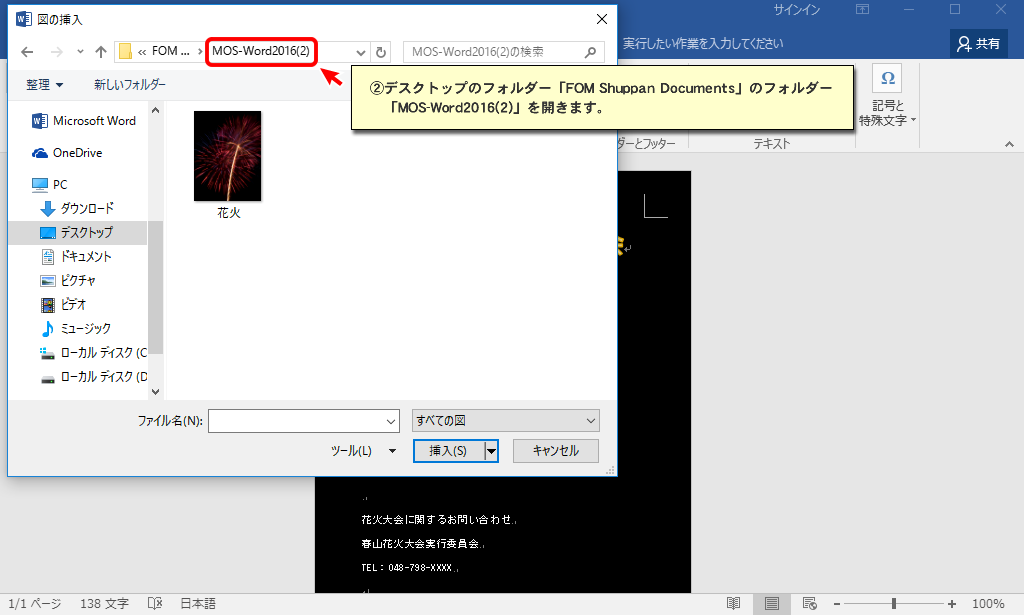 図の挿入
サインイン
« FOM ... › MOS-Word2016(2)
MOS-Word2016(2)の検索
実行したい作業を入力してください
共有
整理
新しいフォルダー
②デスクトップのフォルダー「FOM Shuppan Documents」のフォルダー
「MOS-Word2016(2)」を開きます。
Ω
記号と
特殊文字
ダーとフッター
テキスト
Microsoft Word
OneDrive
PC
ダウンロード
デスクトップ
ドキュメント
ピクチャ
ビデオ
ミュージック
ローカル ディスク (C
ローカル ディスク (D
花火
ファイル名(N):
すべての図
ツール(L)
挿入(S)
キャンセル
花火大会に関するお問い合わせ
春山花火大会実行委員会
TEL：048-798-XXXX
1/1 ページ
138 文字
日本語
100%